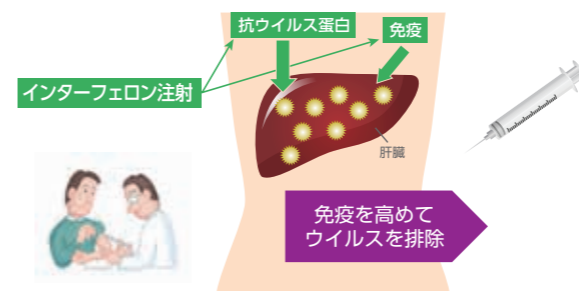 抗ウイルス蛋白
免疫
インターフェロン注射
肝臓
免疫を高めて
ウイルスを排除